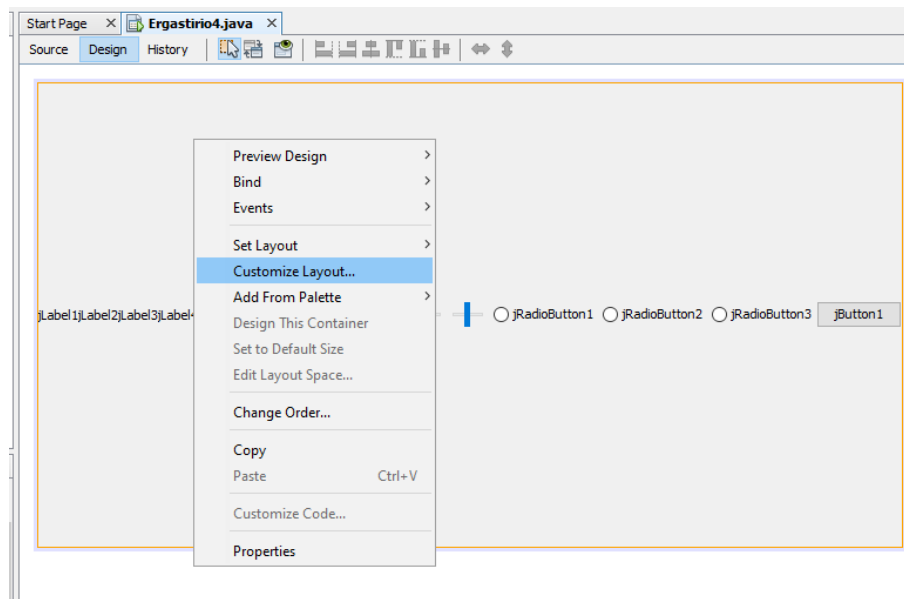 Start Page Ergastirio4.java
Source Design History
Preview Design
Bind
Events
Set Layout
Customize Layout...
Add From Palette
Design This Container
Set to Default Size
Edit Layout Space...
Change Order...
Copy
Paste Ctrl+V
Customize Code...
Properties
jLabel1jLabel2jLabel3jLabel4 jRadioButton1 jRadioButton2 jRadioButton3 jButton1